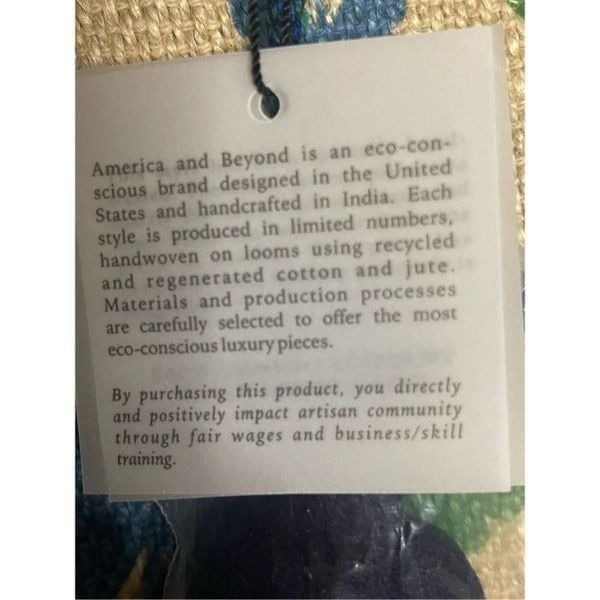 America and Beyond is an eco-con-
scious brand designed in the United
States and handcrafted in India. Each
style is produced in limited numbers,
handwoven on looms using recycled
and regenerated cotton and jute.
Materials and production processes
are carefully selected to offer the most
eco-conscious luxury pieces.
By purchasing this product, you directly
and positively impact artisan community
through fair wages and business/skill
training.